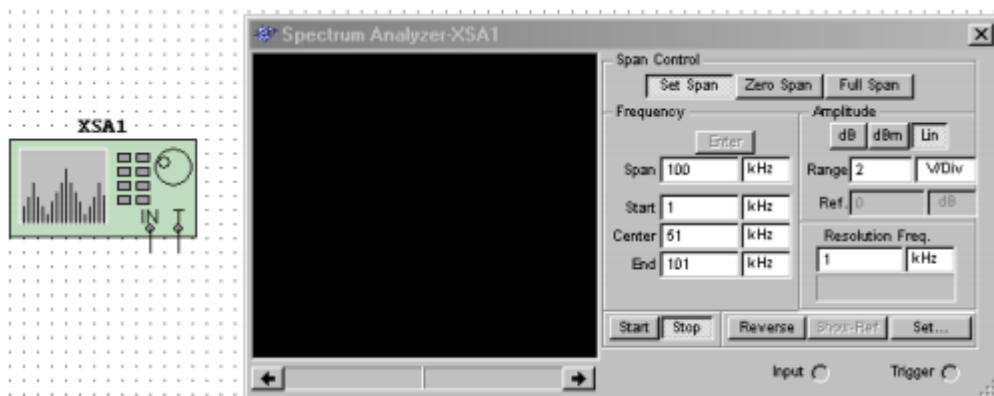 XSA1
IN T
Spectrum Analyzer-XSA1
Span Control
Set Span Zero Span Full Span
Frequency
Enter
Span 100 kHz
Start 1 kHz
Center 51 kHz
End 101 kHz
Amplitude
dB dBm Lin
Range 2 V/Div
Ref. 0 dB
Resolution Freq.
1 kHz
Start Stop Reverse Show-Ref Set...
Input Trigger